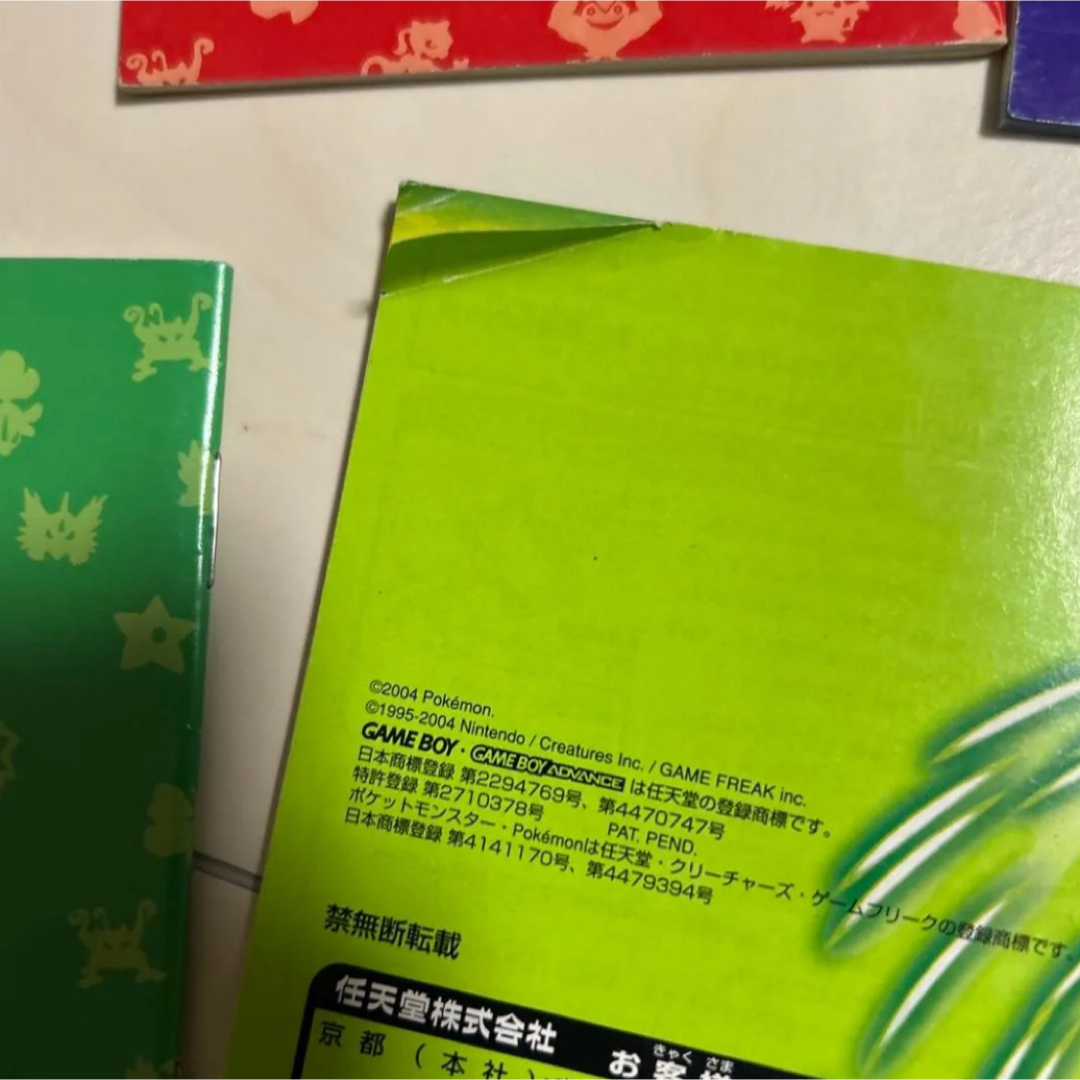 ©2004 Pokémon.
©1995-2004 Nintendo / Creatures Inc. / GAME FREAK inc.
GAME BOY・GAME BOY ADVANCE は任天堂の登録商標です。
日本商標登録 第2294769号、第4470747号
特許登録 第2710378号 PAT. PEND.
ポケットモンスター・Pokémonは任天堂・クリーチャーズ・ゲームフリークの登録商標です。
日本商標登録 第4141170号、第4479394号
禁無断転載
任天堂株式会社
きゃく さま
お客様
京都(本社)